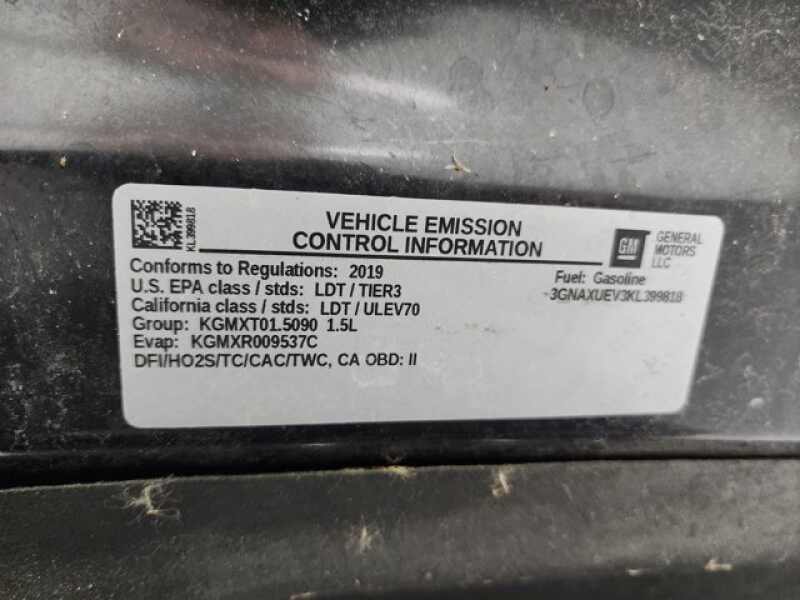 KL399818
VEHICLE EMISSION
CONTROL INFORMATION
GM
GENERAL
MOTORS
LLC
Conforms to Regulations: 2019
Fuel: Gasoline
U.S. EPA class / stds: LDT / TIER3
3GNAXUEV3KL399818
California class / stds: LDT / ULEV70
Group: KGMXT01.5090 1.5L
Evap: KGMXR009537C
DFI/HO2S/TC/CAC/TWC, CA OBD: II